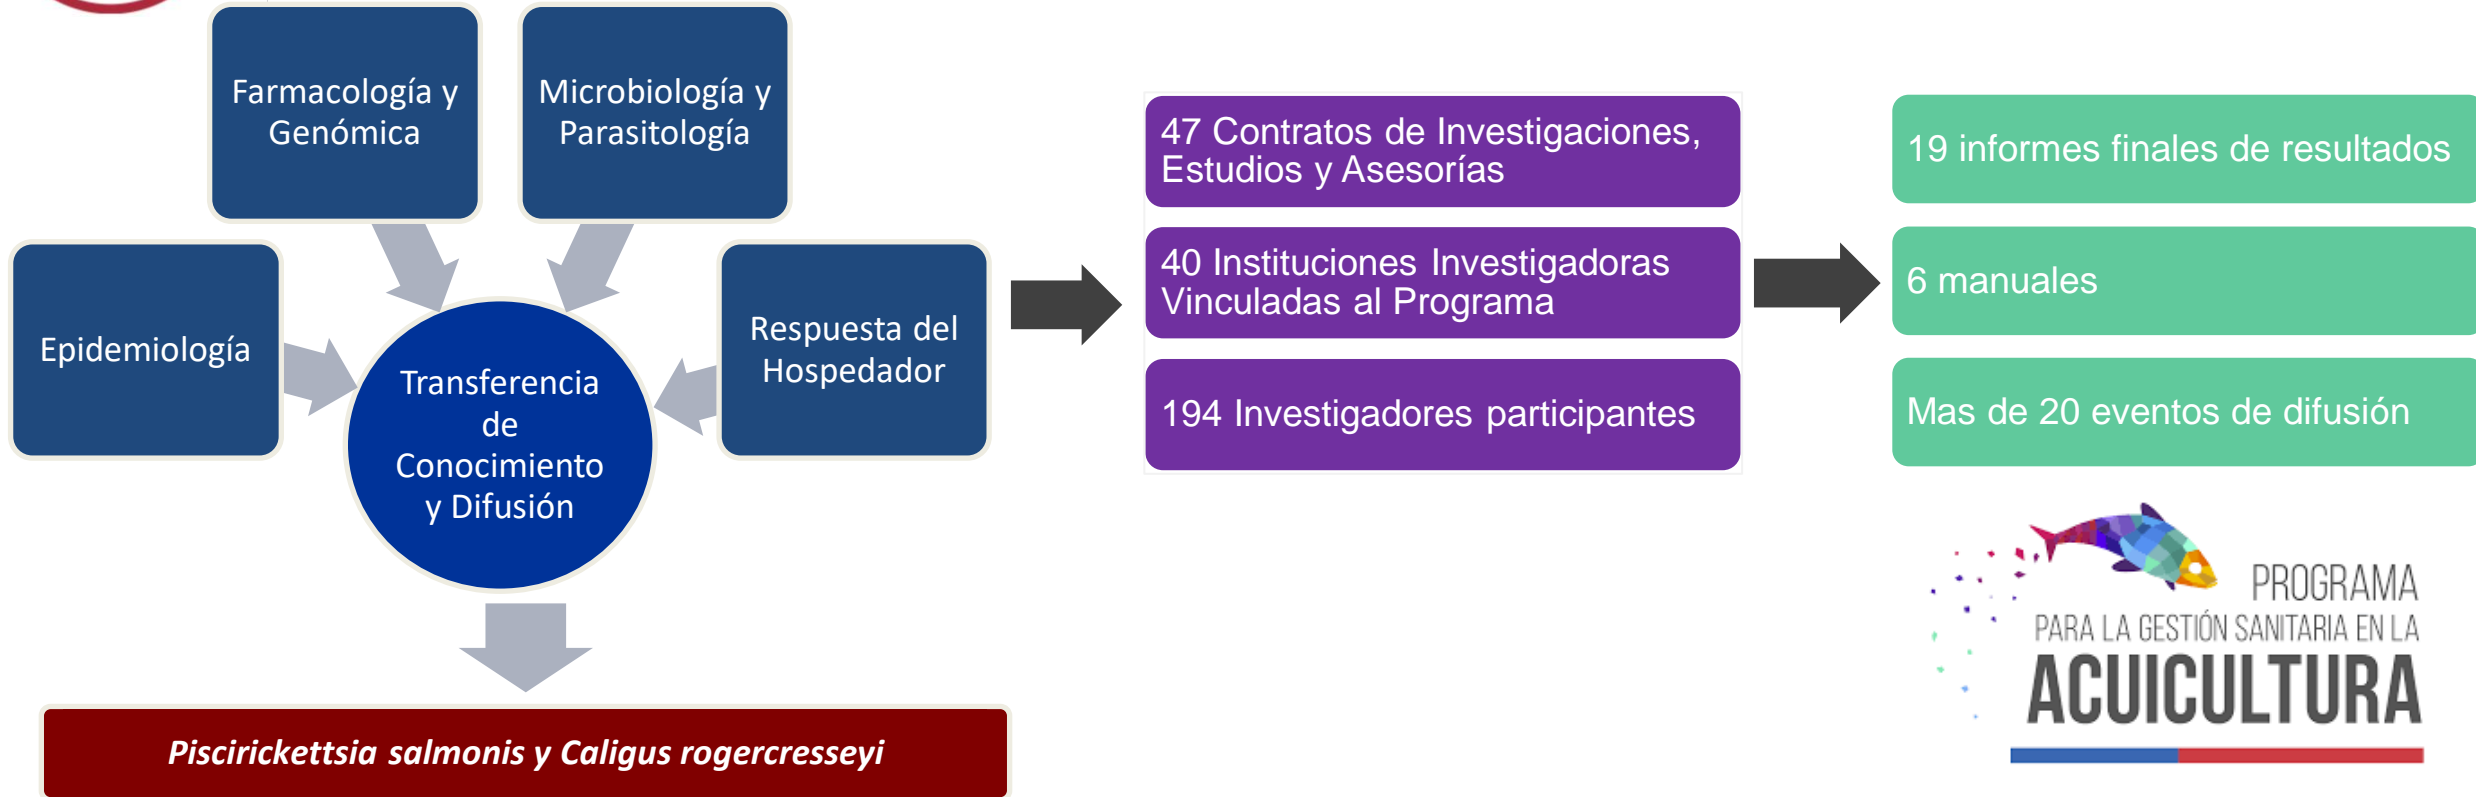 Farmacología y
Genómica
Microbiología y
Parasitología
Epidemiología
Respuesta del
Hospedador
Transferencia
de
Conocimiento
y Difusión
Piscirickettsia salmonis y Caligus rogercresseyi
47 Contratos de Investigaciones,
Estudios y Asesorías
40 Instituciones Investigadoras
Vinculadas al Programa
194 Investigadores participantes
19 informes finales de resultados
6 manuales
Mas de 20 eventos de difusión
PROGRAMA
PARA LA GESTIÓN SANITARIA EN LA
ACUICULTURA